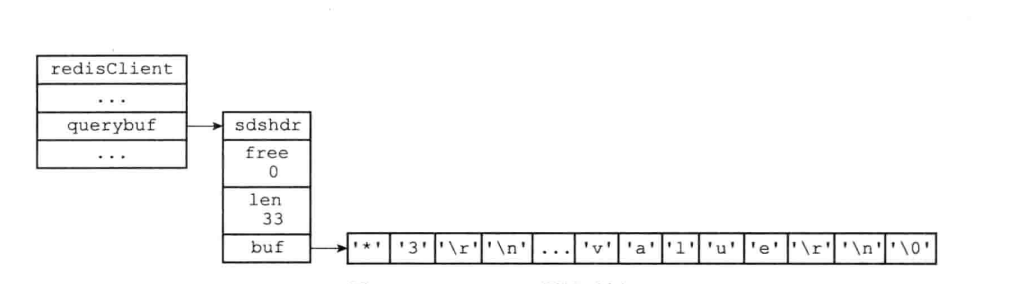 redisClient
...
querybuf
...
sdshdr
free
0
len
33
buf
'*' '3' '\r' '\n' ... 'v' 'a' 'l' 'u' 'e' '\r' '\n' '\0'